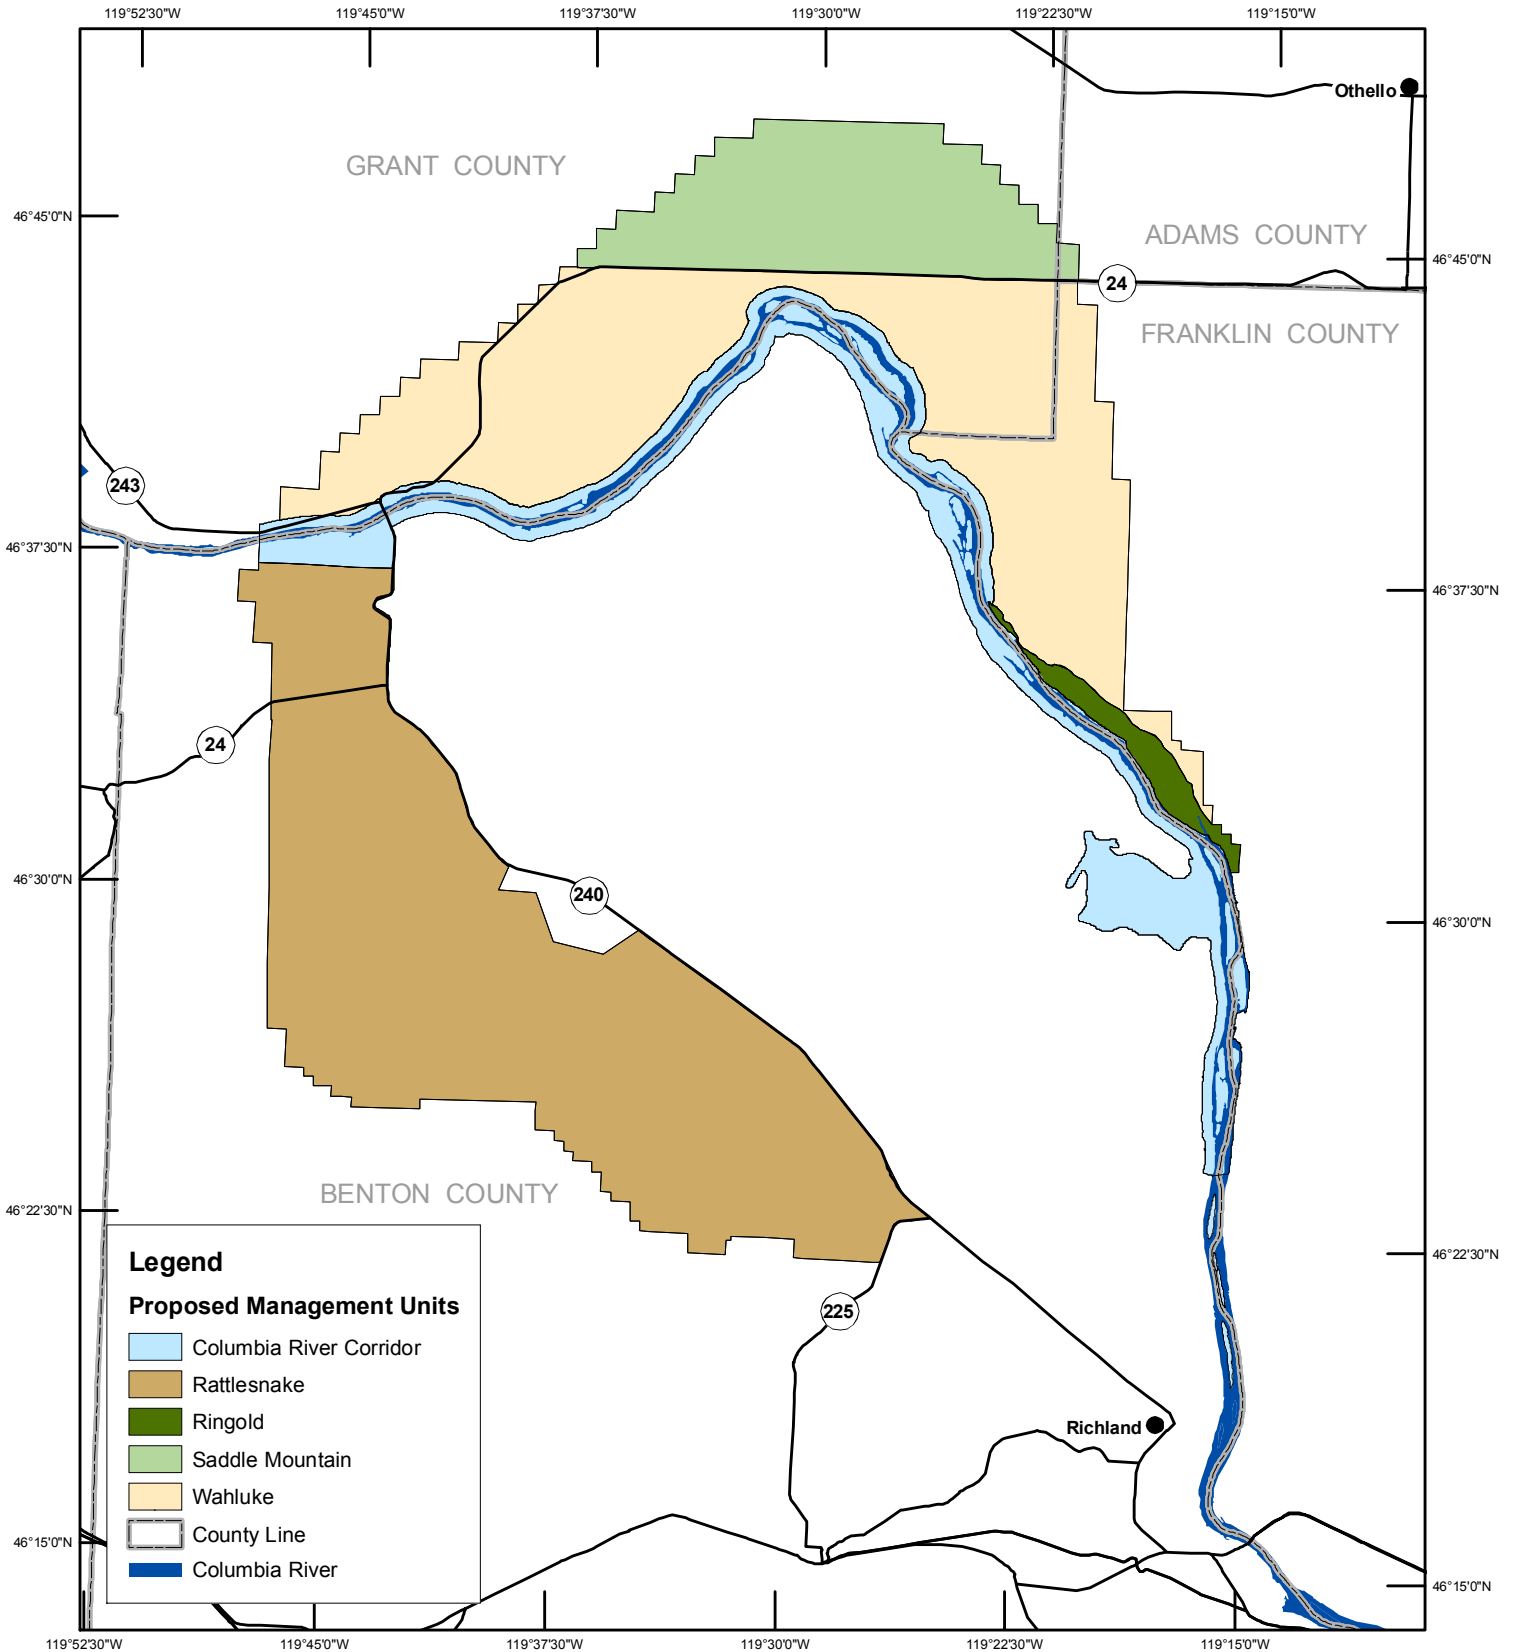 119°52'30"W 119°45'0"W 119°37'30"W 119°30'0"W 119°22'30"W 119°15'0"W
Othello
GRANT COUNTY
46°45'0"N
ADAMS COUNTY
46°45'0"N
24
FRANKLIN COUNTY
243
46°37'30"N
46°37'30"N
24
46°30'0"N
240
46°30'0"N
BENTON COUNTY
46°22'30"N
46°22'30"N
Legend
Proposed Management Units
Columbia River Corridor
Rattlesnake
Ringold
Saddle Mountain
Wahluke
County Line
Columbia River
225
Richland
46°15'0"N
46°15'0"N
119°52'30"W 119°45'0"W 119°37'30"W 119°30'0"W 119°22'30"W 119°15'0"W